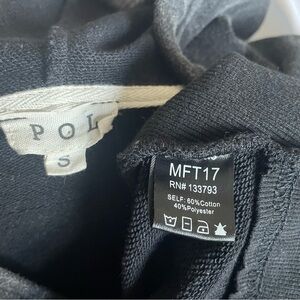 POL
S
MFT17
RN# 133793
SELF: 60%Cotton
40%Polyester